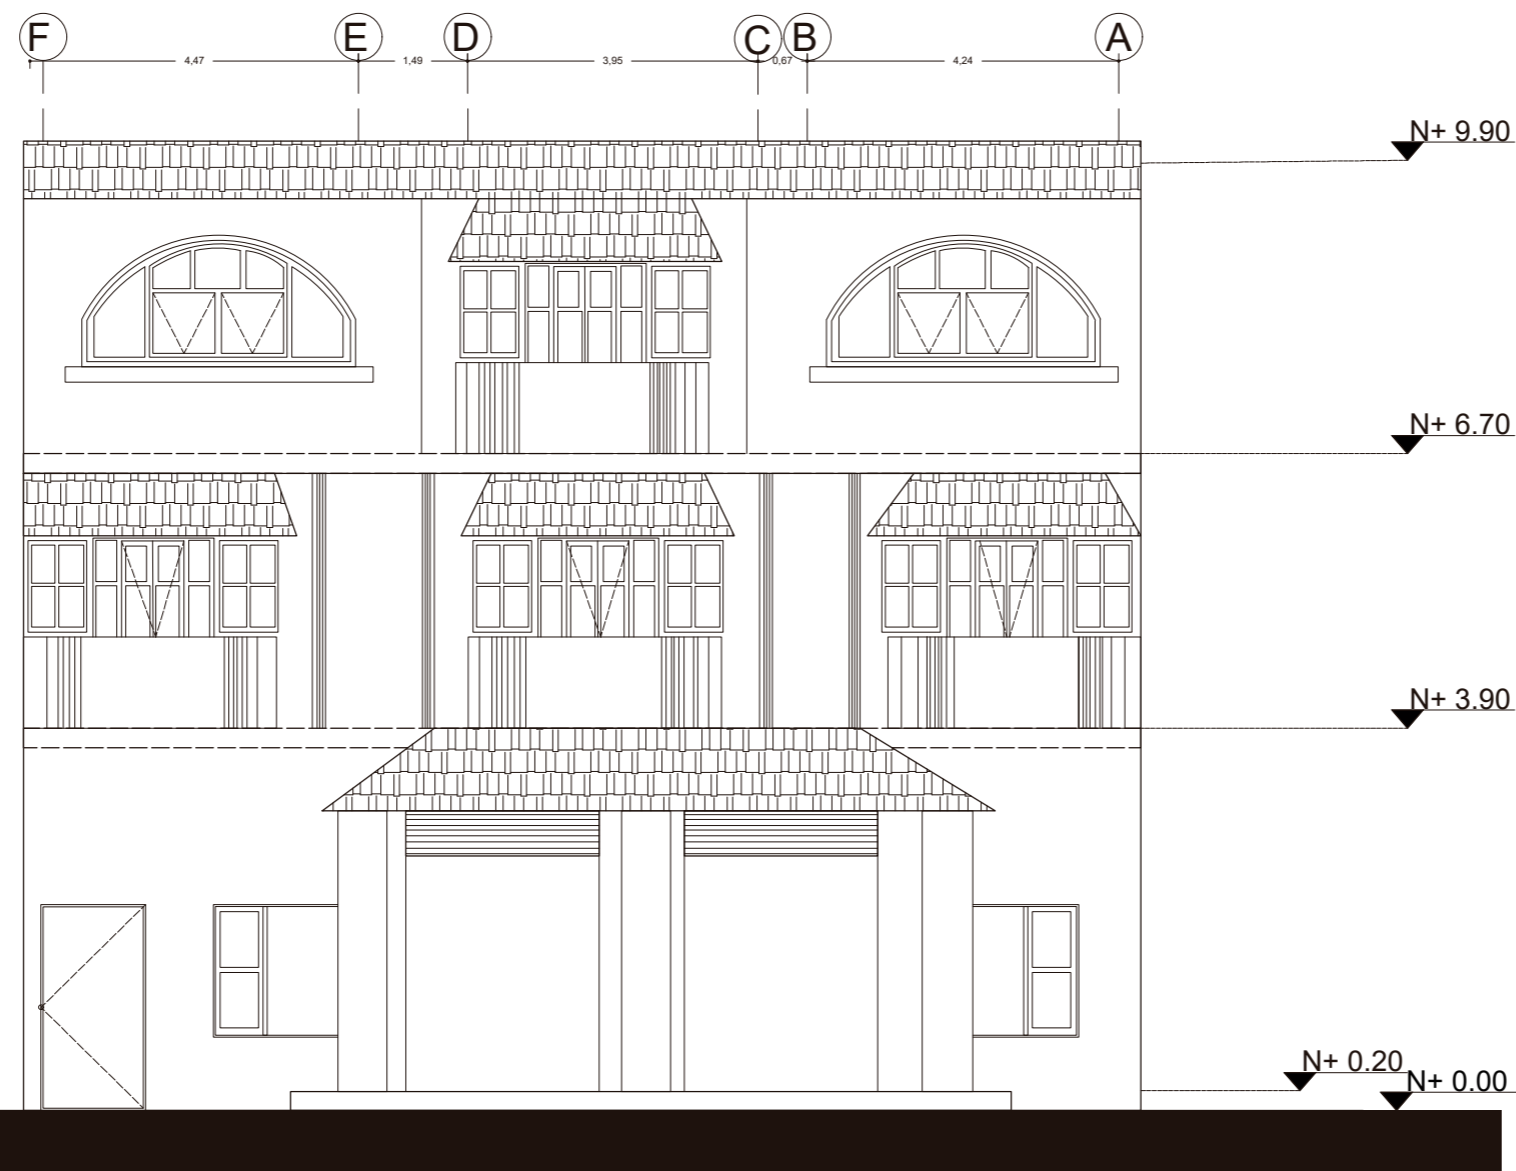 F E D C B A
4,47 1,49 3,95 0,67 4,24
N+ 9.90
N+ 6.70
N+ 3.90
N+ 0.20
N+ 0.00